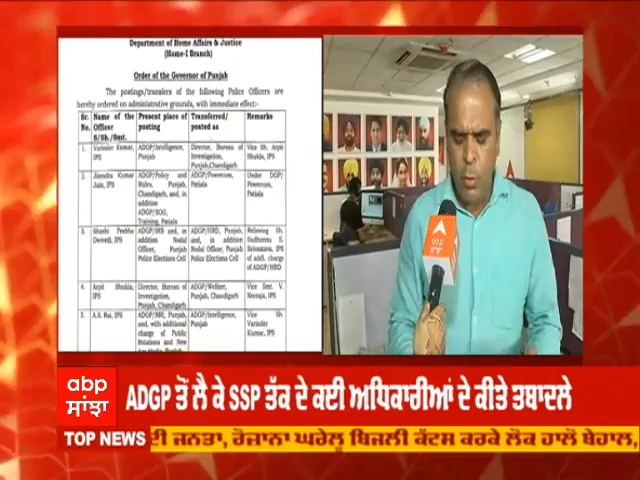 Department of Home Affairs & Justice
(Home-I Branch)
Order of the Governor of Punjab
The postings/transfers of the following Police Officers are
hereby ordered on administrative grounds, with immediate effect:-
Sr. No. Name of the Officer S/Sh./Smt. Present place of posting Transferred/ posted as Remarks
1. Varinder Kumar, IPS ADGP/Intelligence, Punjab Director, Bureau of Investigation, Punjab, Chandigarh Vice Sh. Arpit Shukla, IPS
2. Jitendra Kumar Jain, IPS ADGP/Policy and Rules, Punjab, Chandigarh, and, in addition ADGP/SOG, Training, Patiala ADGP/Powercom, Patiala Under DGP/ Powercom, Patiala
3. Shashi Prabha Dwivedi, IPS and, in addition Nodal Officer, Punjab Police Elections Cell ADGP/HRD, Punjab, and, in addition Nodal Officer, Punjab Police Elections Cell Relieving Sh. Sudhanshu S. Srivastava, IPS of addl. charge of ADGP/HRD
4. Arpit Shukla, IPS Director, Bureau of Investigation, Punjab, Chandigarh ADGP/Welfare, Punjab, Chandigarh Vice Smt. V. Neeraja, IPS
5 A.S. Rai, IPS Punjab, and, with additional charge of Public Relations and New ADGP/Intelligence, Punjab Vice Sh. Varinder Kumar, IPS
abp
ਸਾਂਝਾ
abp
ਸਾਂਝਾ
ADGP ਤੋਂ ਲੈ ਕੇ SSP ਤੱਕ ਦੇ ਕਈ ਅਧਿਕਾਰੀਆਂ ਦੇ ਕੀਤੇ ਤਬਾਦਲੇ
TOP NEWS ਜਨਤਾ, ਰੋਜ਼ਾਨਾ ਘਰੇਲੂ ਬਿਜਲੀ ਕੱਟਸ ਕਰਕੇ ਲੋਕ ਹਾਲੋਂ ਬੇਹਾਲ,